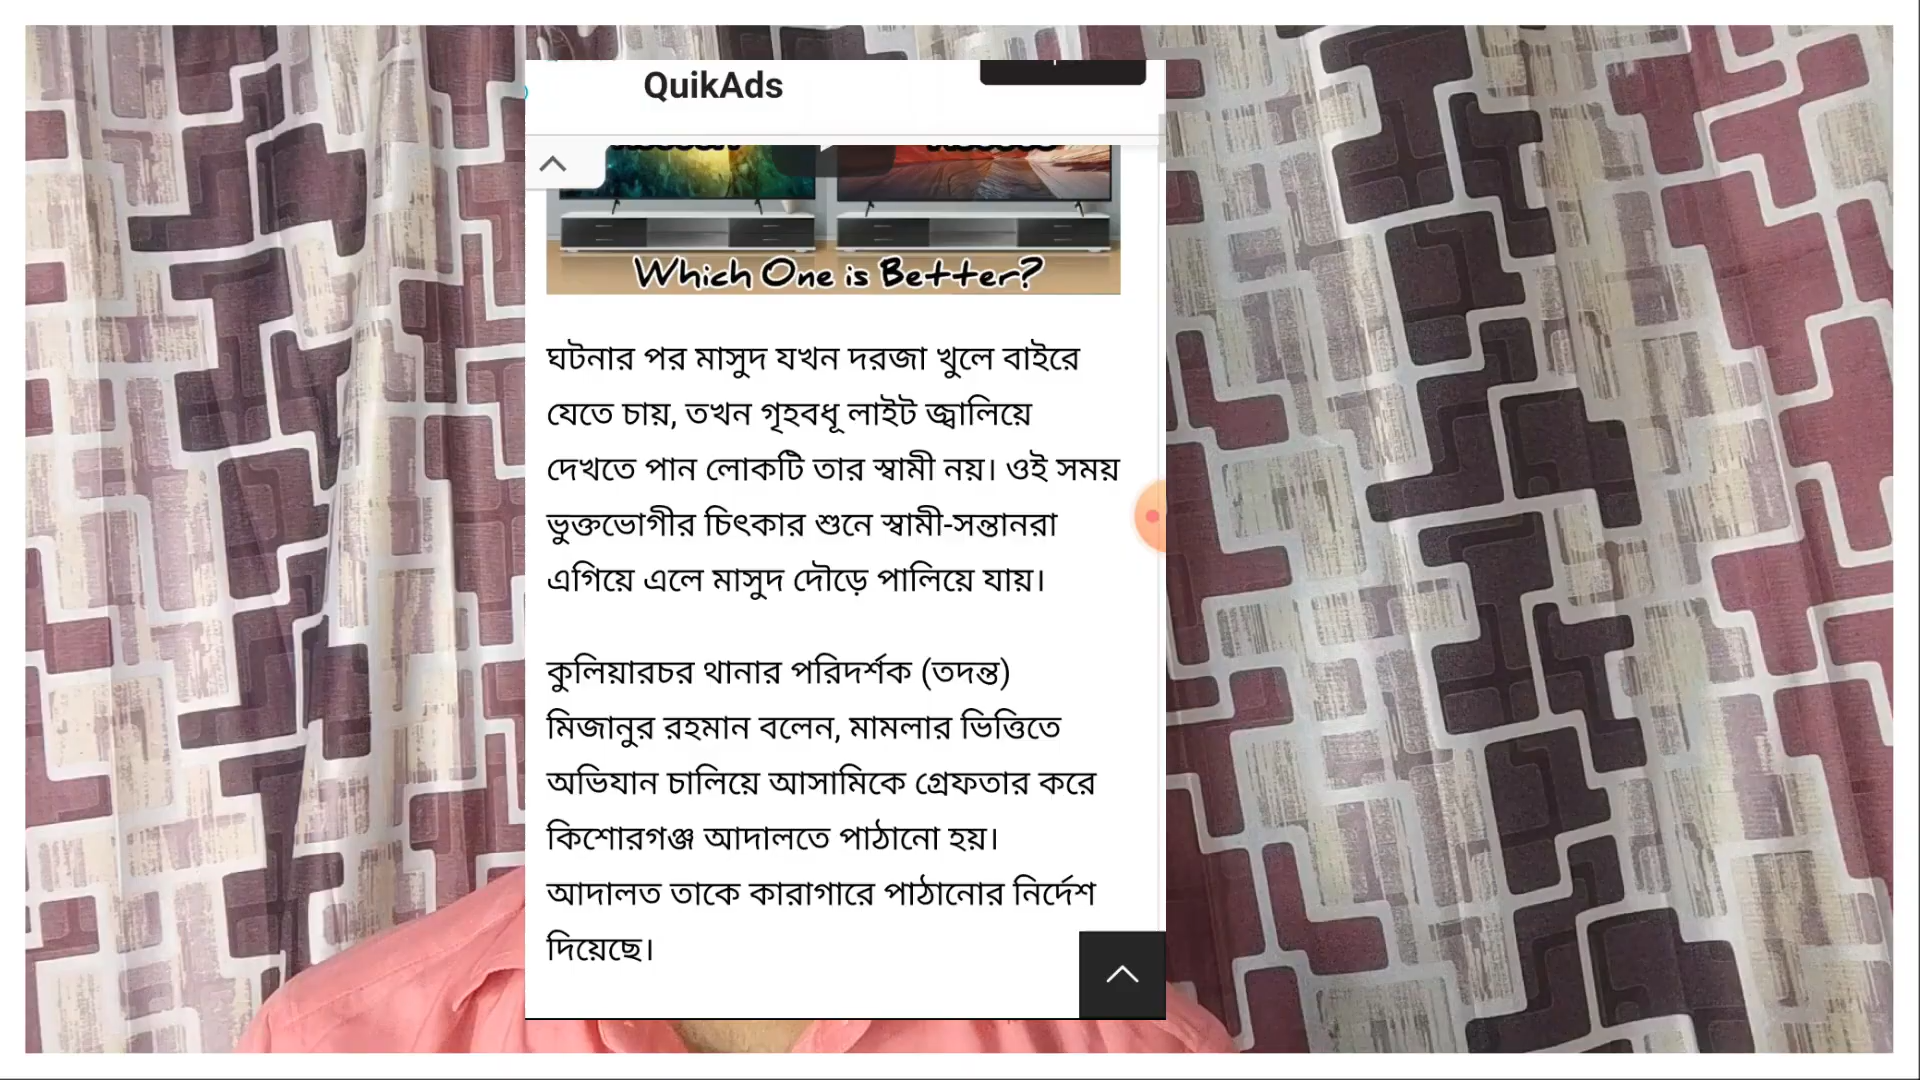 QuikAds
Which One is Better?
ঘটনার পর মাসুদ যখন দরজা খুলে বাইরে
যেতে চায়, তখন গৃহবধূ লাইট জ্বালিয়ে
দেখতে পান লোকটি তার স্বামী নয়। ওই সময়
ভুক্তভোগীর চিৎকার শুনে স্বামী-সন্তানরা
এগিয়ে এলে মাসুদ দৌড়ে পালিয়ে যায়।
কুলিয়ারচর থানার পরিদর্শক (তদন্ত)
মিজানুর রহমান বলেন, মামলার ভিত্তিতে
অভিযান চালিয়ে আসামিকে গ্রেফতার করে
কিশোরগঞ্জ আদালতে পাঠানো হয়।
আদালত তাকে কারাগারে পাঠানোর নির্দেশ
দিয়েছে।